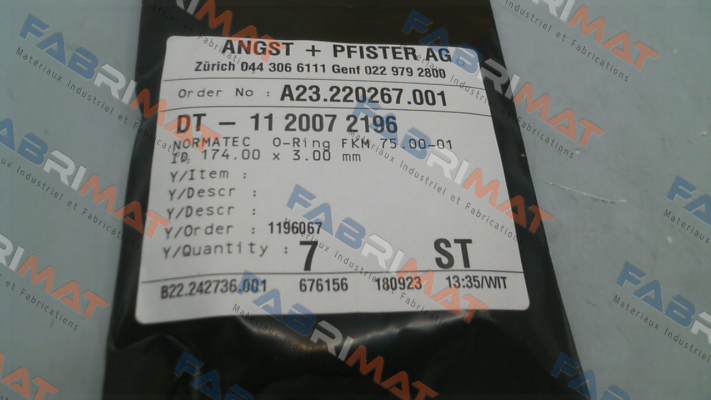 ANGST + PFISTER AG
Zürich 044 306 6111 Genf 022 979 2800
Order No : A23.220267.001
DT - 11 2007 2196
NORMATEC O-Ring FKM 75.00-01
ID 174.00 x 3.00 mm
Y/Item :
Y/Descr :
Y/Descr :
Y/Order : 1196067
Y/Quantity : 7 ST
B22.242736.001 676156 180923 13:35/WIT
FABRIMAT
Materiaux Industriel et Fabrications